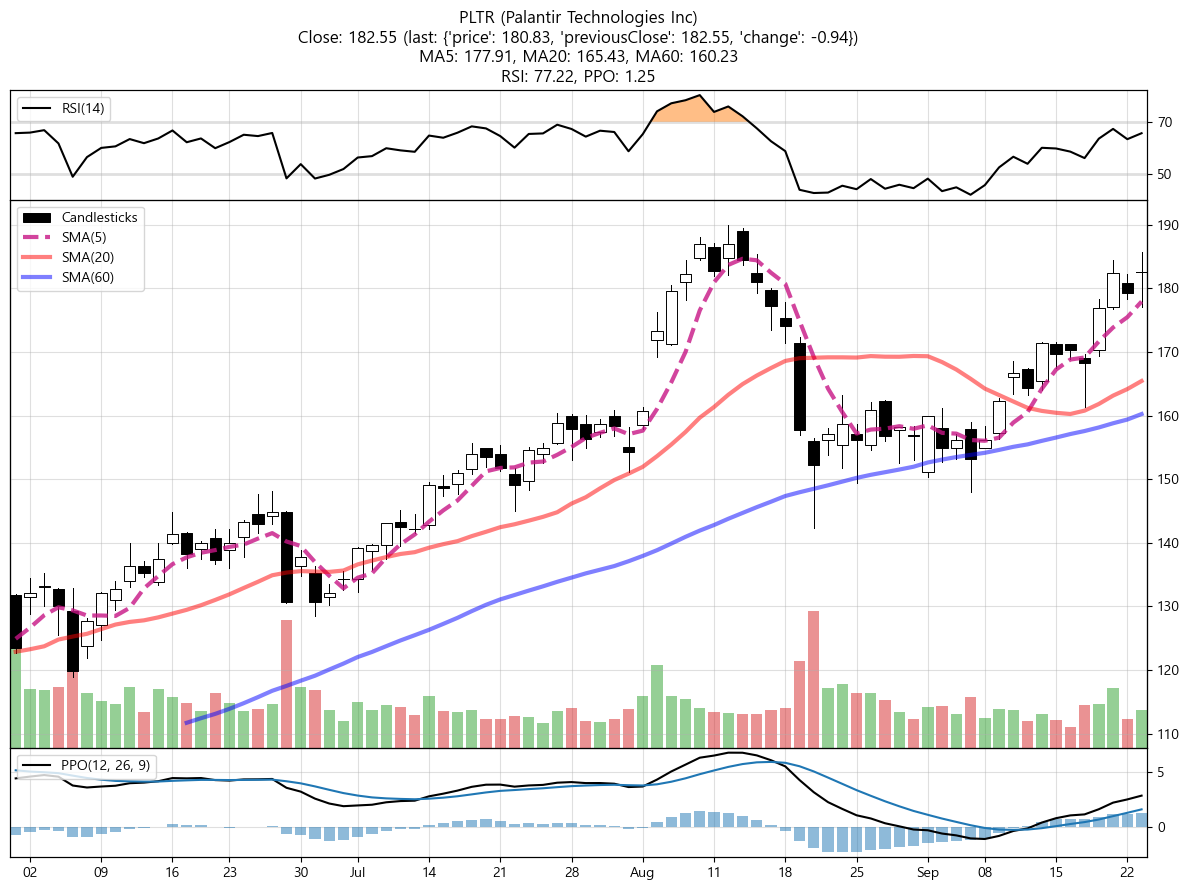 PLTR (Palantir Technologies Inc)
Close: 182.55 (last: {'price': 180.83, 'previousClose': 182.55, 'change': -0.94})
MA5: 177.91, MA20: 165.43, MA60: 160.23
RSI: 77.22, PPO: 1.25
RSI(14)
70
50
Candlesticks
SMA(5)
SMA(20)
SMA(60)
190
180
170
160
150
140
130
120
110
PPO(12, 26, 9)
5
0
02 09 16 23 30 Jul 14 21 28 Aug 11 18 25 Sep 08 15 22